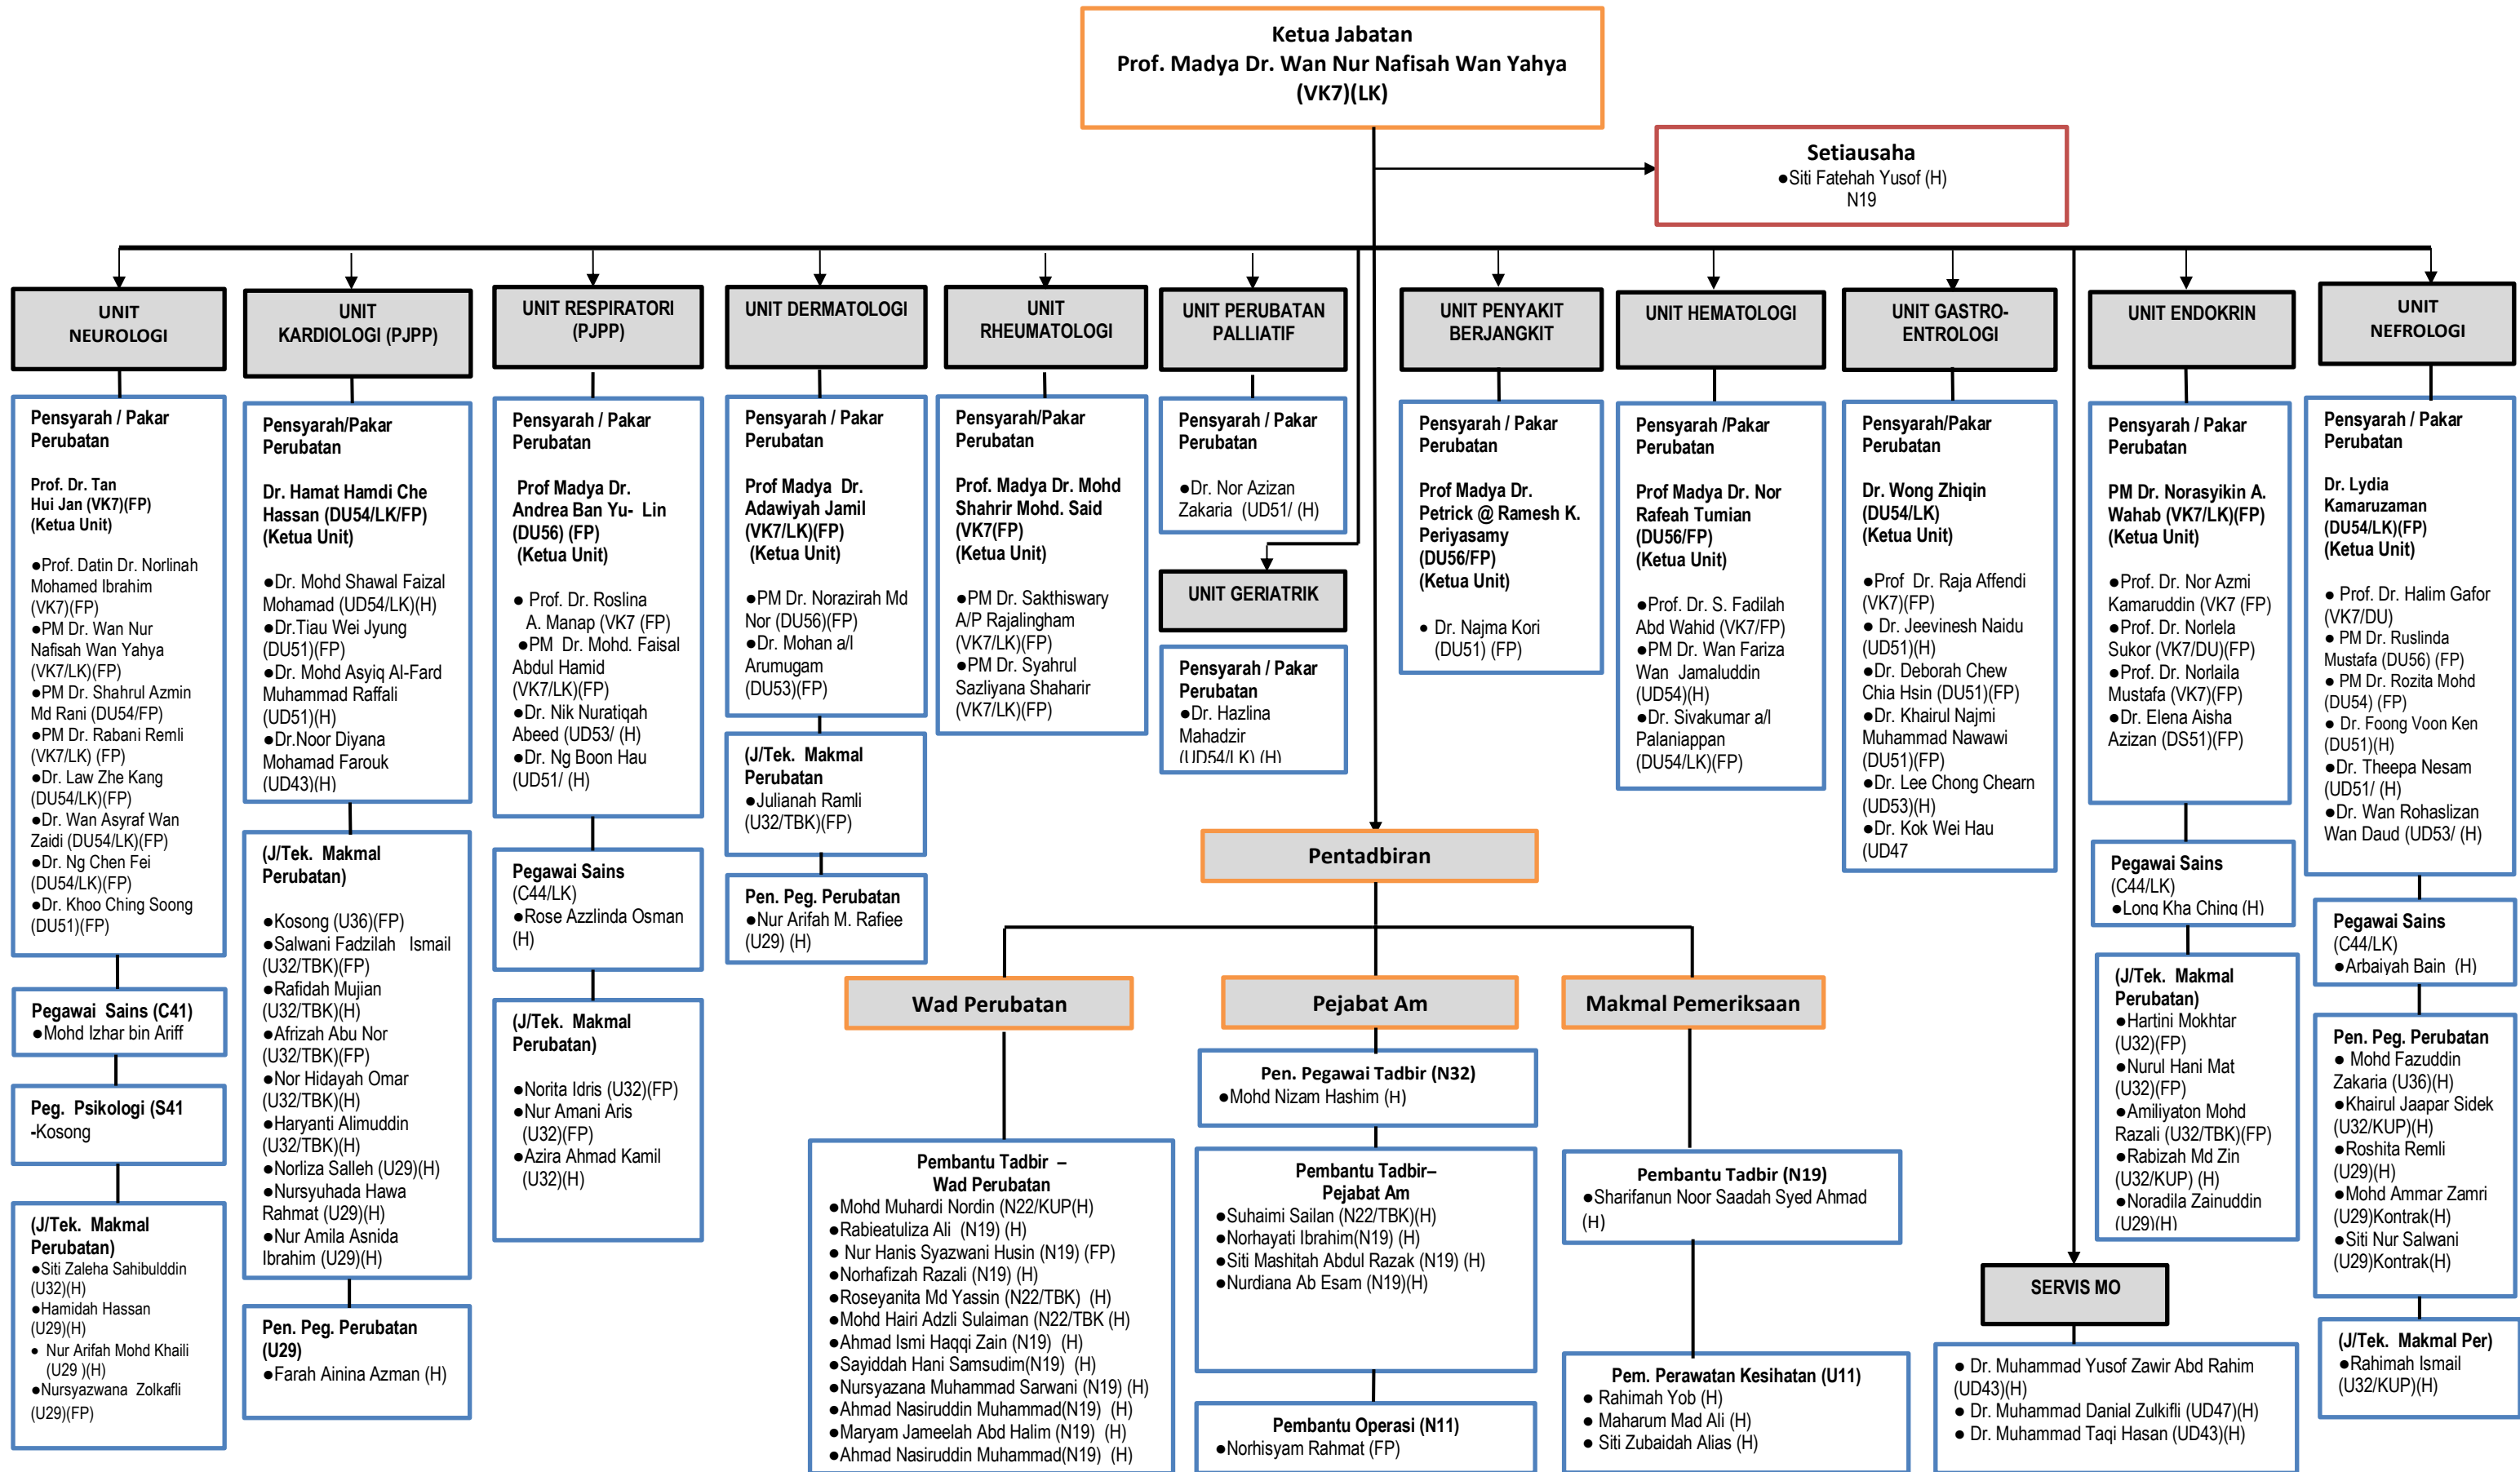 Ketua Jabatan
Prof. Madya Dr. Wan Nur Nafisah Wan Yahya
(VK7)(LK)
Setiausaha
●Siti Fatehah Yusof (H)
N19
UNIT
NEUROLOGI
Pensyarah / Pakar
Perubatan
Prof. Dr. Tan
Hui Jan (VK7)(FP)
(Ketua Unit)
●Prof. Datin Dr. Norlinah
Mohamed Ibrahim
(VK7)(FP)
●PM Dr. Wan Nur
Nafisah Wan Yahya
(VK7/LK)(FP)
●PM Dr. Shahrul Azmin
Md Rani (DU54/FP)
●PM Dr. Rabani Remli
(VK7/LK) (FP)
●Dr. Law Zhe Kang
(DU54/LK)(FP)
●Dr. Wan Asyraf Wan
Zaidi (DU54/LK)(FP)
●Dr. Ng Chen Fei
(DU54/LK)(FP)
●Dr. Khoo Ching Soong
(DU51)(FP)
Pegawai Sains (C41)
●Mohd Izhar bin Ariff
Peg. Psikologi (S41
-Kosong
(J/Tek. Makmal
Perubatan)
●Siti Zaleha Sahibulddin
(U32)(H)
●Hamidah Hassan
(U29)(H)
● Nur Arifah Mohd Khaili
(U29 )(H)
●Nursyazwana Zolkafli
(U29)(FP)
UNIT
KARDIOLOGI (PJPP)
Pensyarah/Pakar
Perubatan
Dr. Hamat Hamdi Che
Hassan (DU54/LK/FP)
(Ketua Unit)
●Dr. Mohd Shawal Faizal
Mohamad (UD54/LK)(H)
●Dr.Tiau Wei Jyung
(DU51)(FP)
●Dr. Mohd Asyiq Al-Fard
Muhammad Raffali
(UD51)(H)
●Dr.Noor Diyana
Mohamad Farouk
(UD43)(H)
(J/Tek. Makmal
Perubatan)
●Kosong (U36)(FP)
●Salwani Fadzilah Ismail
(U32/TBK)(FP)
●Rafidah Mujian
(U32/TBK)(H)
●Afrizah Abu Nor
(U32/TBK)(FP)
●Nor Hidayah Omar
(U32/TBK)(H)
●Haryanti Alimuddin
(U32/TBK)(H)
●Norliza Salleh (U29)(H)
●Nursyuhada Hawa
Rahmat (U29)(H)
●Nur Amila Asnida
Ibrahim (U29)(H)
Pen. Peg. Perubatan
(U29)
●Farah Ainina Azman (H)
UNIT RESPIRATORI
(PJPP)
Pensyarah / Pakar
Perubatan
Prof Madya Dr.
Andrea Ban Yu- Lin
(DU56) (FP)
(Ketua Unit)
● Prof. Dr. Roslina
A. Manap (VK7 (FP)
●PM Dr. Mohd. Faisal
Abdul Hamid
(VK7/LK)(FP)
●Dr. Nik Nuratiqah
Abeed (UD53/ (H)
●Dr. Ng Boon Hau
(UD51/ (H)
Pegawai Sains
(C44/LK)
●Rose Azzlinda Osman
(H)
(J/Tek. Makmal
Perubatan)
●Norita Idris (U32)(FP)
●Nur Amani Aris
(U32)(FP)
●Azira Ahmad Kamil
(U32)(H)
UNIT DERMATOLOGI
Pensyarah / Pakar
Perubatan
Prof Madya Dr.
Adawiyah Jamil
(VK7/LK)(FP)
(Ketua Unit)
●PM Dr. Norazirah Md
Nor (DU56)(FP)
●Dr. Mohan a/l
Arumugam
(DU53)(FP)
(J/Tek. Makmal
Perubatan
●Julianah Ramli
(U32/TBK)(FP)
Pen. Peg. Perubatan
●Nur Arifah M. Rafiee
(U29) (H)
UNIT
RHEUMATOLOGI
Pensyarah/Pakar
Perubatan
Prof. Madya Dr. Mohd
Shahrir Mohd. Said
(VK7(FP)
(Ketua Unit)
●PM Dr. Sakthiswary
A/P Rajalingham
(VK7/LK)(FP)
●PM Dr. Syahrul
Sazliyana Shaharir
(VK7/LK)(FP)
UNIT PERUBATAN
PALLIATIF
Pensyarah / Pakar
Perubatan
●Dr. Nor Azizan
Zakaria (UD51/ (H)
UNIT GERIATRIK
Pensyarah / Pakar
Perubatan
●Dr. Hazlina
Mahadzir
(UD54/LK) (H)
UNIT PENYAKIT
BERJANGKIT
Pensyarah / Pakar
Perubatan
Prof Madya Dr.
Petrick @ Ramesh K.
Periyasamy
(DU56/FP)
(Ketua Unit)
● Dr. Najma Kori
(DU51) (FP)
UNIT HEMATOLOGI
Pensyarah /Pakar
Perubatan
Prof Madya Dr. Nor
Rafeah Tumian
(DU56/FP)
(Ketua Unit)
●Prof. Dr. S. Fadilah
Abd Wahid (VK7/FP)
●PM Dr. Wan Fariza
Wan Jamaluddin
(UD54)(H)
●Dr. Sivakumar a/l
Palaniappan
(DU54/LK)(FP)
UNIT GASTRO-
ENTROLOGI
Pensyarah/Pakar
Perubatan
Dr. Wong Zhiqin
(DU54/LK)
(Ketua Unit)
●Prof Dr. Raja Affendi
(VK7)(FP)
● Dr. Jeevinesh Naidu
(UD51)(H)
●Dr. Deborah Chew
Chia Hsin (DU51)(FP)
●Dr. Khairul Najmi
Muhammad Nawawi
(DU51)(FP)
●Dr. Lee Chong Chearn
(UD53)(H)
●Dr. Kok Wei Hau
(UD47
UNIT ENDOKRIN
Pensyarah / Pakar
Perubatan
PM Dr. Norasyikin A.
Wahab (VK7/LK)(FP)
(Ketua Unit)
●Prof. Dr. Nor Azmi
Kamaruddin (VK7 (FP)
●Prof. Dr. Norlela
Sukor (VK7/DU)(FP)
●Prof. Dr. Norlaila
Mustafa (VK7)(FP)
●Dr. Elena Aisha
Azizan (DS51)(FP)
Pegawai Sains
(C44/LK)
●Long Kha Ching (H)
(J/Tek. Makmal
Perubatan)
●Hartini Mokhtar
(U32)(FP)
●Nurul Hani Mat
(U32)(FP)
●Amiliyaton Mohd
Razali (U32/TBK)(FP)
●Rabizah Md Zin
(U32/KUP) (H)
●Noradila Zainuddin
(U29)(H)
UNIT
NEFROLOGI
Pensyarah / Pakar
Perubatan
Dr. Lydia
Kamaruzaman
(DU54/LK)(FP)
(Ketua Unit)
● Prof. Dr. Halim Gafor
(VK7/DU)
● PM Dr. Ruslinda
Mustafa (DU56) (FP)
● PM Dr. Rozita Mohd
(DU54) (FP)
● Dr. Foong Voon Ken
(DU51)(H)
●Dr. Theepa Nesam
(UD51/ (H)
●Dr. Wan Rohaslizan
Wan Daud (UD53/ (H)
Pegawai Sains
(C44/LK)
●Arbaiyah Bain (H)
Pen. Peg. Perubatan
● Mohd Fazuddin
Zakaria (U36)(H)
●Khairul Jaapar Sidek
(U32/KUP)(H)
●Roshita Remli
(U29)(H)
●Mohd Ammar Zamri
(U29)Kontrak(H)
●Siti Nur Salwani
(U29)Kontrak(H)
(J/Tek. Makmal Per)
●Rahimah Ismail
(U32/KUP)(H)
Pentadbiran
Wad Perubatan
Pembantu Tadbir –
Wad Perubatan
●Mohd Muhardi Nordin (N22/KUP(H)
●Rabieatuliza Ali (N19) (H)
● Nur Hanis Syazwani Husin (N19) (FP)
●Norhafizah Razali (N19) (H)
●Roseyanita Md Yassin (N22/TBK) (H)
●Mohd Hairi Adzli Sulaiman (N22/TBK (H)
●Ahmad Ismi Haqqi Zain (N19) (H)
●Sayiddah Hani Samsudim(N19) (H)
●Nursyazana Muhammad Sarwani (N19) (H)
●Ahmad Nasiruddin Muhammad(N19) (H)
●Maryam Jameelah Abd Halim (N19) (H)
●Ahmad Nasiruddin Muhammad(N19) (H)
Pejabat Am
Pen. Pegawai Tadbir (N32)
●Mohd Nizam Hashim (H)
Pembantu Tadbir–
Pejabat Am
●Suhaimi Sailan (N22/TBK)(H)
●Norhayati Ibrahim(N19) (H)
●Siti Mashitah Abdul Razak (N19) (H)
●Nurdiana Ab Esam (N19)(H)
Pembantu Operasi (N11)
●Norhisyam Rahmat (FP)
Makmal Pemeriksaan
Pembantu Tadbir (N19)
●Sharifanun Noor Saadah Syed Ahmad
(H)
Pem. Perawatan Kesihatan (U11)
● Rahimah Yob (H)
● Maharum Mad Ali (H)
● Siti Zubaidah Alias (H)
SERVIS MO
● Dr. Muhammad Yusof Zawir Abd Rahim
(UD43)(H)
● Dr. Muhammad Danial Zulkifli (UD47)(H)
● Dr. Muhammad Taqi Hasan (UD43)(H)